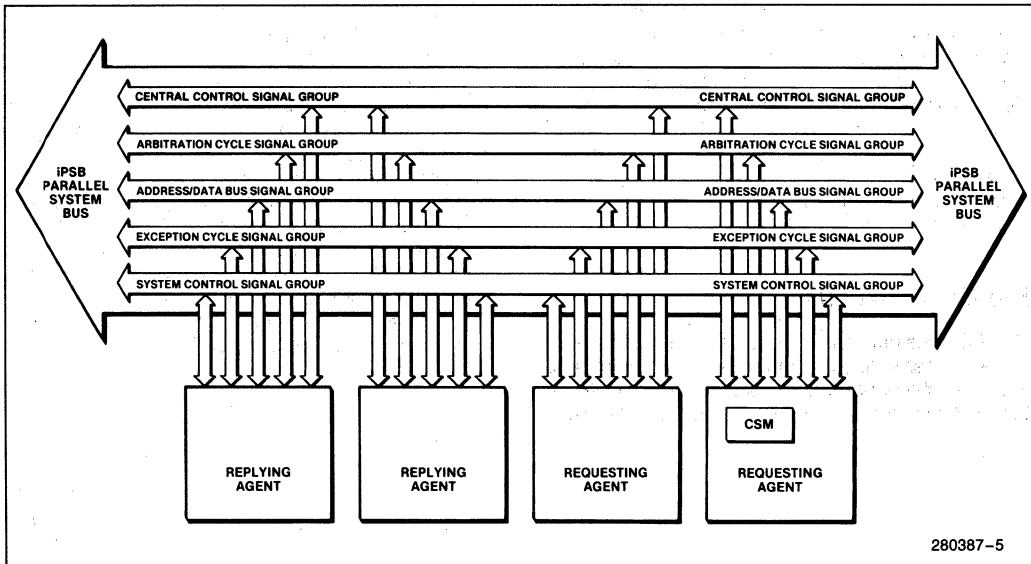 CENTRAL CONTROL SIGNAL GROUP CENTRAL CONTROL SIGNAL GROUP
ARBITRATION CYCLE SIGNAL GROUP ARBITRATION CYCLE SIGNAL GROUP
iPSB
PARALLEL
SYSTEM
BUS
ADDRESS/DATA BUS SIGNAL GROUP ADDRESS/DATA BUS SIGNAL GROUP
iPSB
PARALLEL
SYSTEM
BUS
EXCEPTION CYCLE SIGNAL GROUP EXCEPTION CYCLE SIGNAL GROUP
SYSTEM CONTROL SIGNAL GROUP SYSTEM CONTROL SIGNAL GROUP
REPLYING
AGENT
REPLYING
AGENT
REQUESTING
AGENT
CSM
REQUESTING
AGENT
280387–5